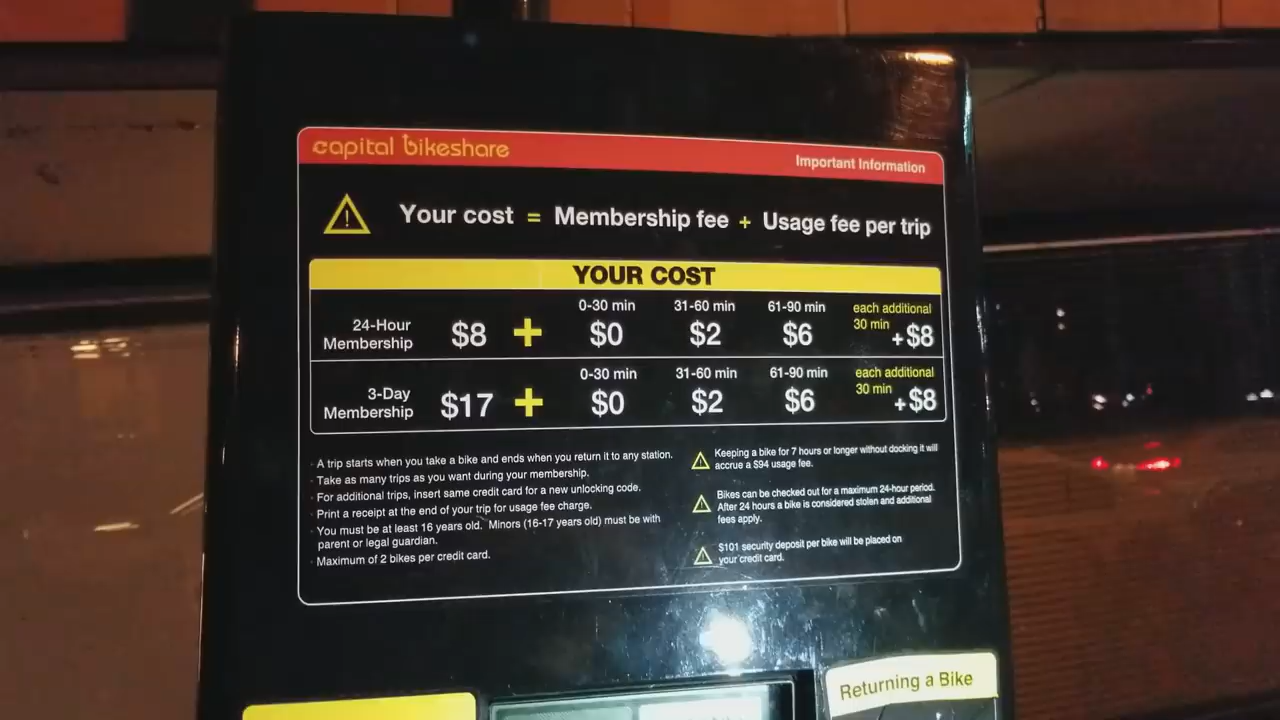 capital bikeshare
Important Information
Your cost = Membership fee + Usage fee per trip
YOUR COST
24-Hour
Membership
$8 +
0-30 min
$0
31-60 min
$2
61-90 min
$6
each additional
30 min
+$8
3-Day
Membership
$17 +
0-30 min
$0
31-60 min
$2
61-90 min
$6
each additional
30 min
+$8
· A trip starts when you take a bike and ends when you return it to any station.
· Take as many trips as you want during your membership.
· For additional trips, insert same credit card for a new unlocking code.
· Print a receipt at the end of your trip for usage fee charge.
· You must be at least 16 years old. Minors (16-17 years old) must be with
parent or legal guardian.
· Maximum of 2 bikes per credit card.
Keeping a bike for 7 hours or longer without docking it will
accrue a $94 usage fee.
Bikes can be checked out for a maximum 24-hour period.
After 24 hours a bike is considered stolen and additional
fees apply.
$101 security deposit per bike will be placed on
your credit card.
Returning a Bike